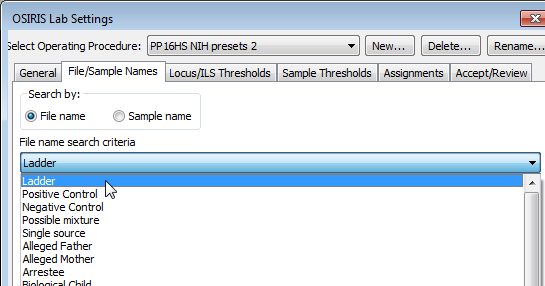 OSIRIS Lab Settings
Select Operating Procedure: PP16HS NIH presets 2 New... Delete... Rename...
General File/Sample Names Locus/ILS Thresholds Sample Thresholds Assignments Accept/Review
Search by:
File name Sample name
File name search criteria
Ladder
Ladder
Positive Control
Negative Control
Possible mixture
Single source
Alleged Father
Alleged Mother
Arrestee
Biological Child